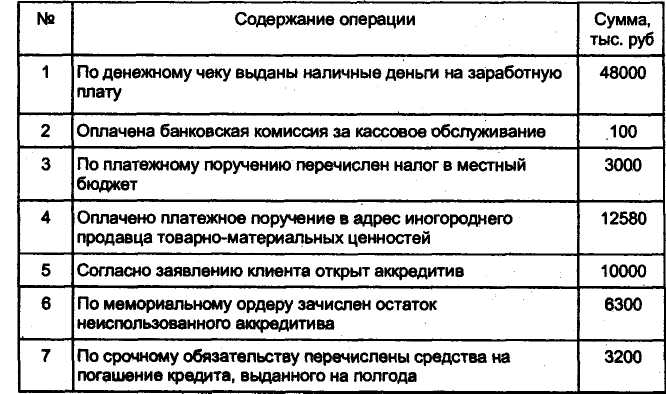 № Содержание операции Сумма,
тыс. руб
1 По денежному чеку выданы наличные деньги на заработную 48000
плату
2 Оплачена банковская комиссия за кассовое обслуживание 100
3 По платежному поручению перечислен налог в местный 3000
бюджет
4 Оплачено платежное поручение в адрес иногороднего 12580
продавца товарно-материальных ценностей
5 Согласно заявлению клиента открыт аккредитив 10000
6 По мемориальному ордеру зачислен остаток 6300
неиспользованного аккредитива
7 По срочному обязательству перечислены средства на 3200
погашение кредита, выданного на полгода